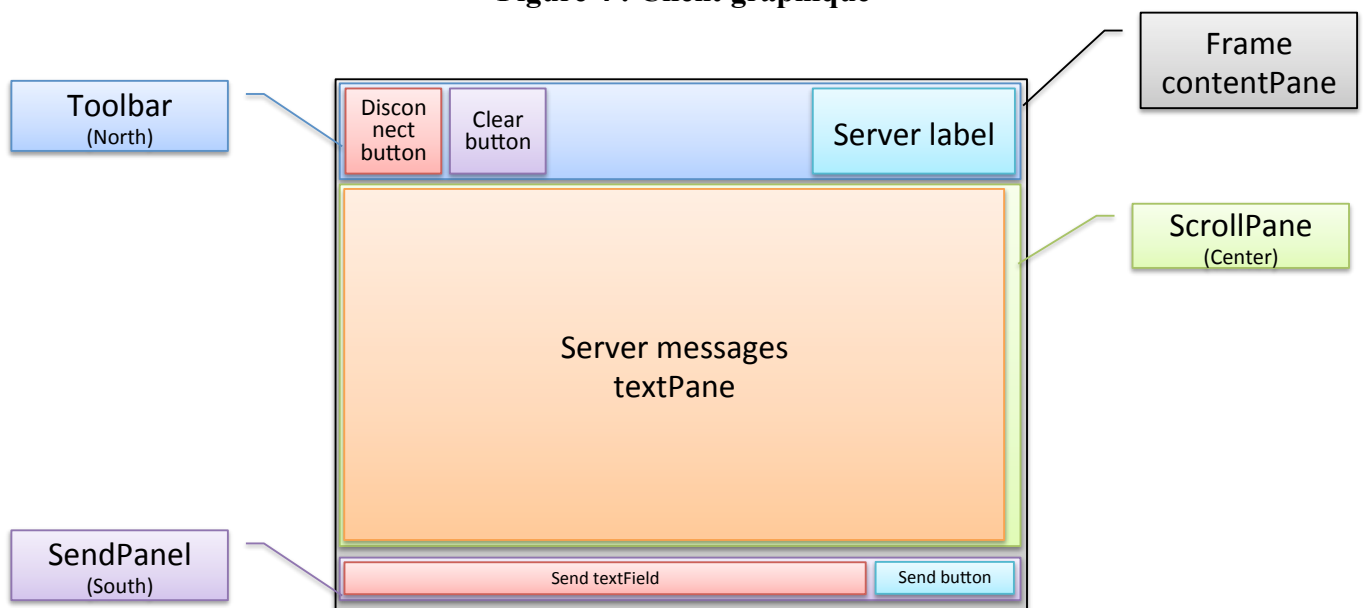 Figure 4 : Client graphique
Frame
contentPane
Toolbar
(North)
Discon
nect
button
Clear
button
Server label
ScrollPane
(Center)
Server messages
textPane
SendPanel
(South)
Send textField
Send button